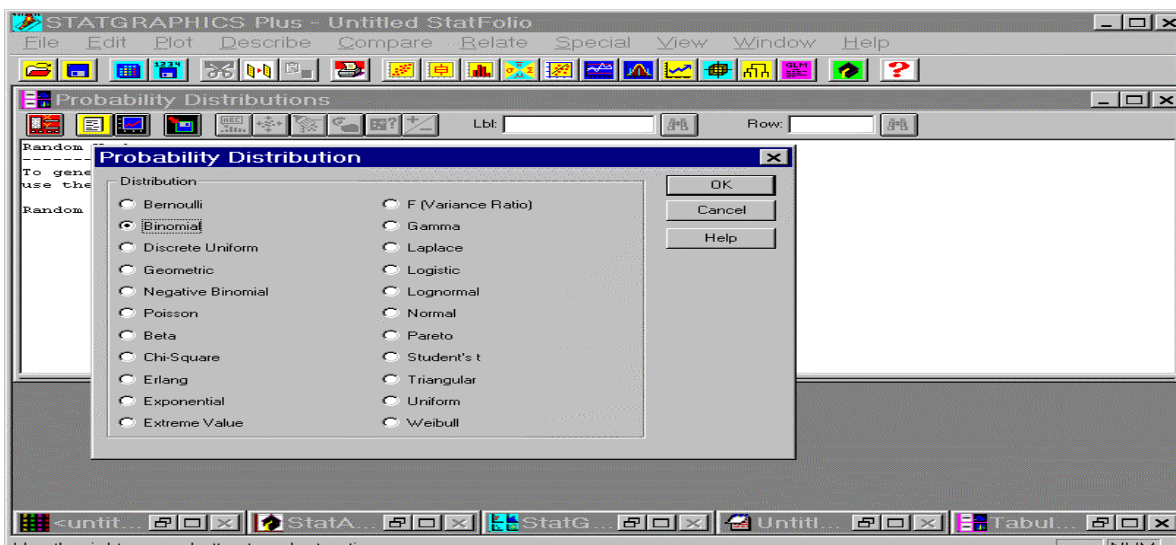 STATGRAPHICS Plus - Untitled StatFolio
File Edit Plot Describe Compare Relate Special View Window Help
Probability Distributions
Lbl: Row:
Random
To gene
use the
Random
Probability Distribution
Distribution
OK
Cancel
Help
Bernoulli
Binomial
Discrete Uniform
Geometric
Negative Binomial
Poisson
Beta
Chi-Square
Erlang
Exponential
Extreme Value
F (Variance Ratio)
Gamma
Laplace
Logistic
Lognormal
Normal
Pareto
Student's t
Triangular
Uniform
Weibull
<untit... StatA... StatG... Untitl... Tabul...
NUM